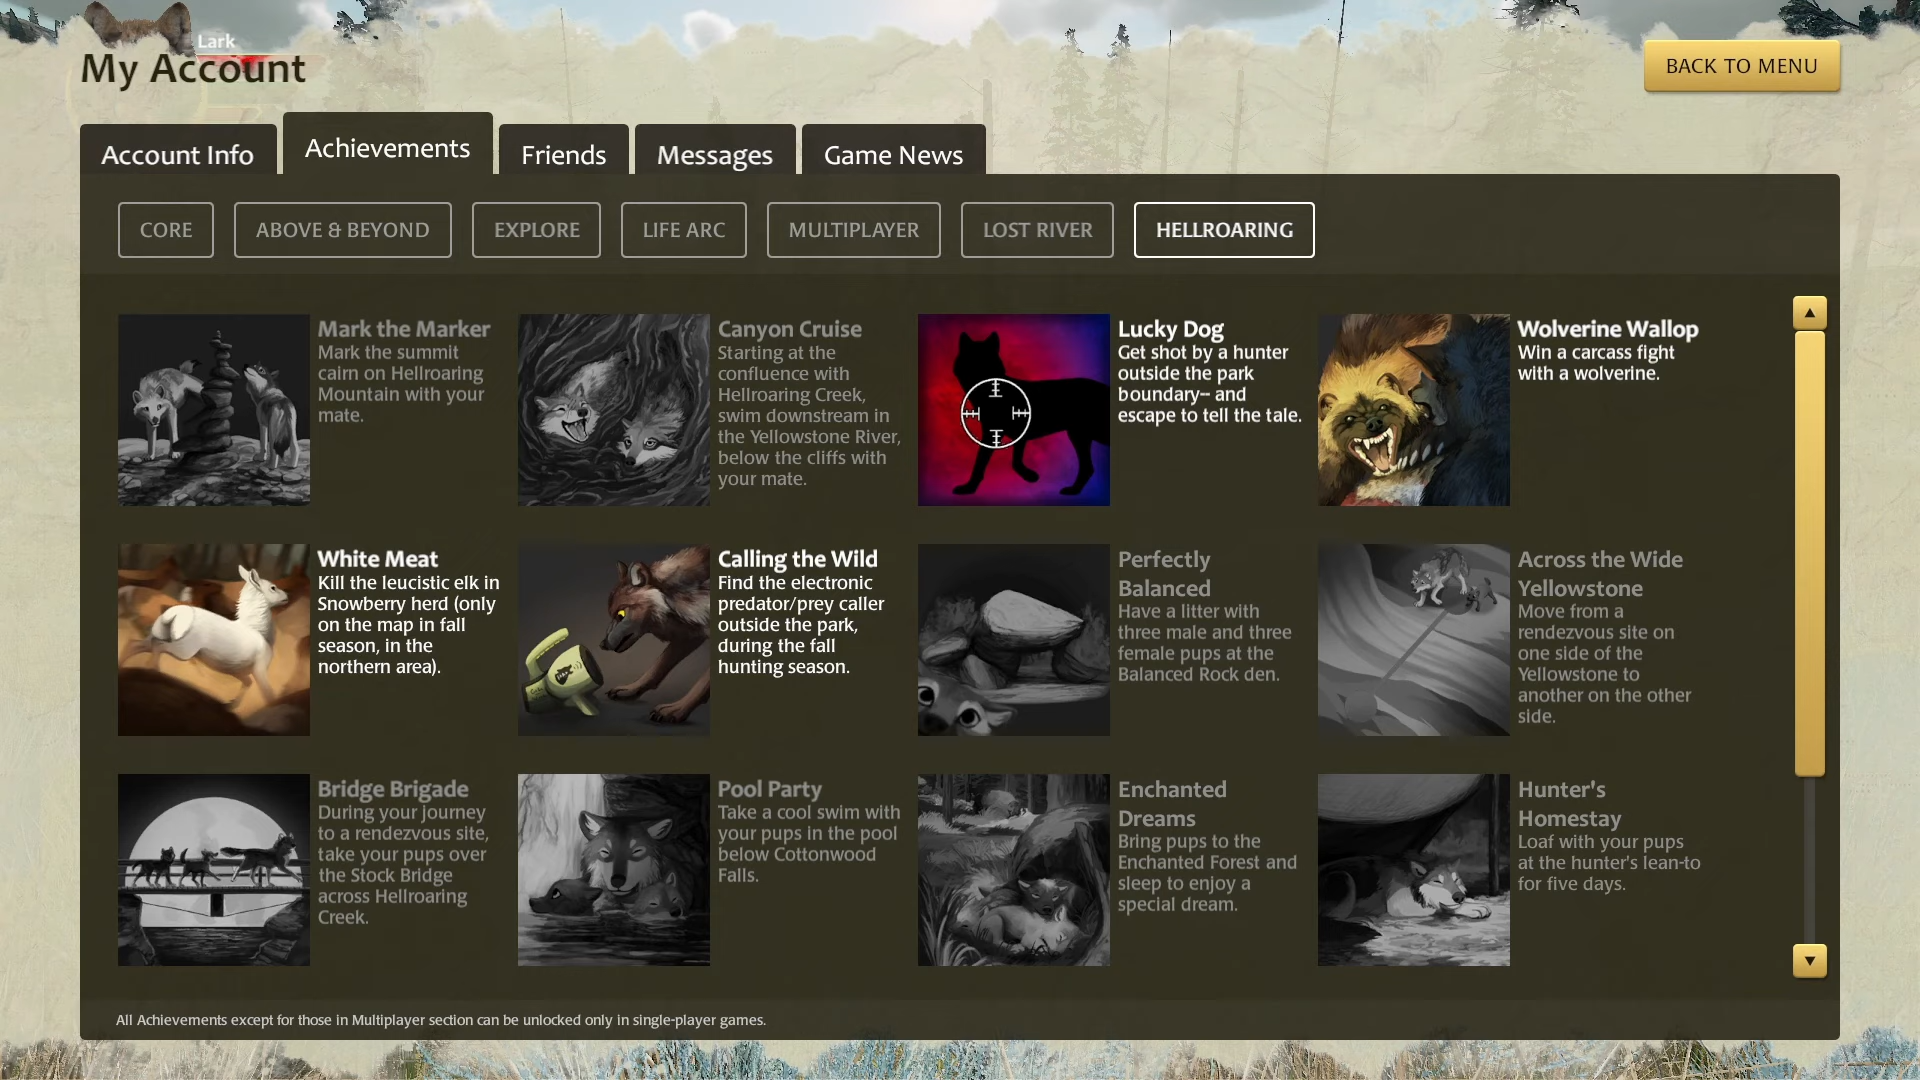 Lark
My Account
BACK TO MENU
Account Info
Achievements
Friends
Messages
Game News
CORE
ABOVE & BEYOND
EXPLORE
LIFE ARC
MULTIPLAYER
LOST RIVER
HELLROARING
Mark the Marker
Mark the summit
cairn on Hellroaring
Mountain with your
mate.
Canyon Cruise
Starting at the
confluence with
Hellroaring Creek,
swim downstream in
the Yellowstone River,
below the cliffs with
your mate.
Lucky Dog
Get shot by a hunter
outside the park
boundary-- and
escape to tell the tale.
Wolverine Wallop
Win a carcass fight
with a wolverine.
White Meat
Kill the leucistic elk in
Snowberry herd (only
on the map in fall
season, in the
northern area).
Calling the Wild
Find the electronic
predator/prey caller
outside the park,
during the fall
hunting season.
Perfectly
Balanced
Have a litter with
three male and three
female pups at the
Balanced Rock den.
Across the Wide
Yellowstone
Move from a
rendezvous site on
one side of the
Yellowstone to
another on the other
side.
Bridge Brigade
During your journey
to a rendezvous site,
take your pups over
the Stock Bridge
across Hellroaring
Creek.
Pool Party
Take a cool swim with
your pups in the pool
below Cottonwood
Falls.
Enchanted
Dreams
Bring pups to the
Enchanted Forest and
sleep to enjoy a
special dream.
Hunter's
Homestay
Loaf with your pups
at the hunter's lean-to
for five days.
All Achievements except for those in Multiplayer section can be unlocked only in single-player games.